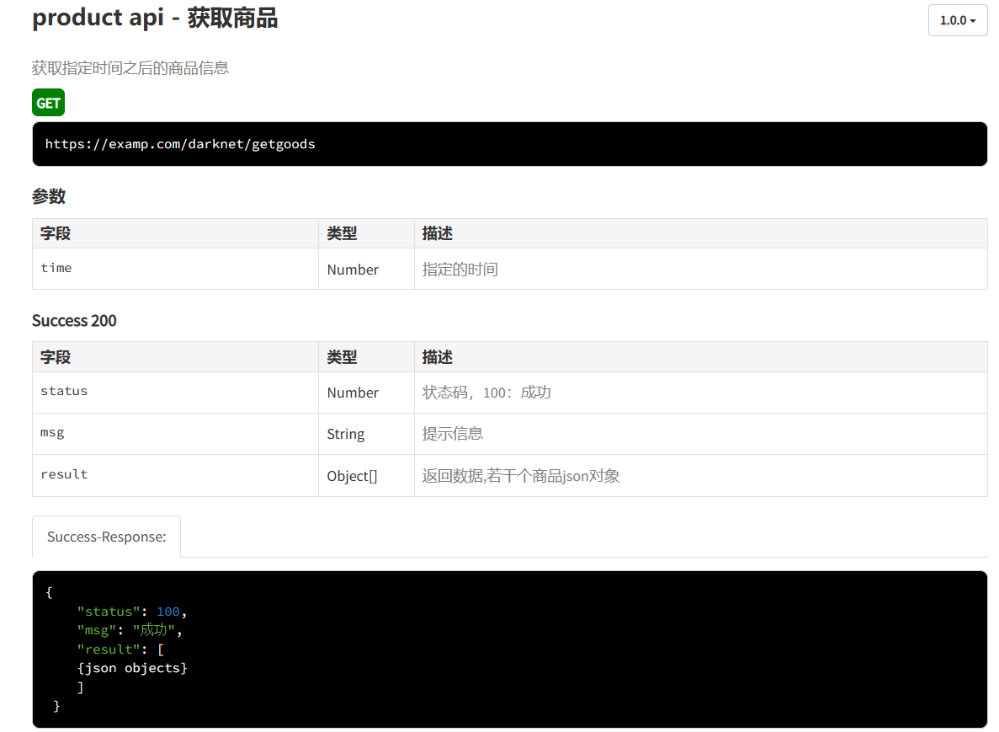 product api - 获取商品
1.0.0
获取指定时间之后的商品信息
GET
https://examp.com/darknet/getgoods
参数
字段 类型 描述
time Number 指定的时间
Success 200
字段 类型 描述
status Number 状态码，100：成功
msg String 提示信息
result Object[] 返回数据,若干个商品json对象
Success-Response:
{
"status": 100,
"msg": "成功",
"result": [
{json objects}
]
}